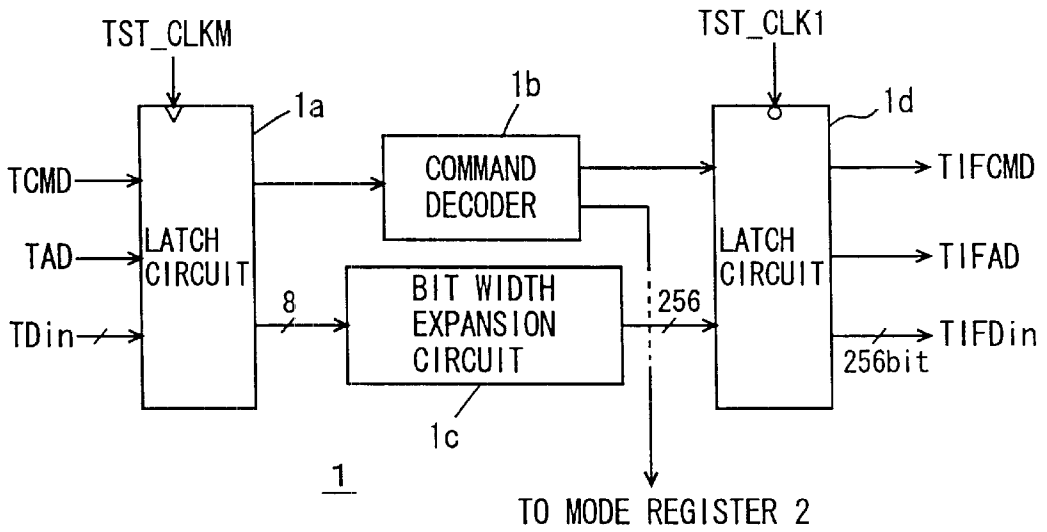 TST_CLKM
TST_CLK1
1a
1b
1d
TCMD
TAD
TDin
LATCH
CIRCUIT
COMMAND
DECODER
8
BIT WIDTH
EXPANSION
CIRCUIT
1c
256
LATCH
CIRCUIT
TIFCMD
TIFAD
TIFDin
256bit
1
TO MODE REGISTER 2